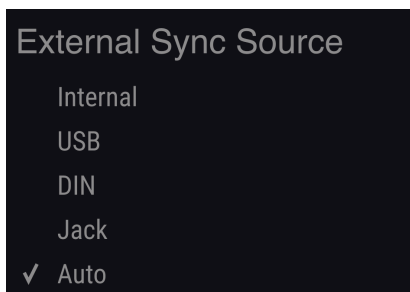 External Sync Source
Internal
USB
DIN
Jack
✓ Auto